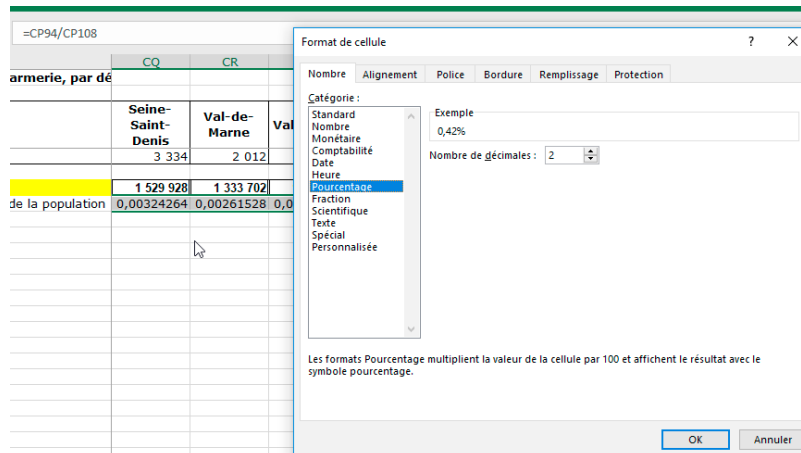 =CP94/CP108
CQ CR
armerie, par dé
Seine-
Saint-
Denis
Val-de-
Marne
Val
3 334 2 012
1 529 928 1 333 702
de la population 0,00324264 0,00261528 0,0
Format de cellule ?
Nombre Alignement Police Bordure Remplissage Protection
Catégorie :
Standard
Nombre
Monétaire
Comptabilité
Date
Heure
Pourcentage
Fraction
Scientifique
Texte
Spécial
Personnalisée
Exemple
0,42%
Nombre de décimales : 2
Les formats Pourcentage multiplient la valeur de la cellule par 100 et affichent le résultat avec le
symbole pourcentage.
OK Annuler